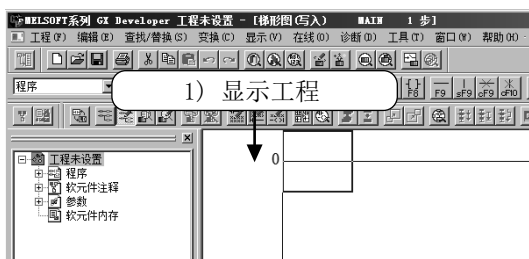 MELSOFT系列 GX Developer 工程未设置 - [梯形图(写入)    MAIN    1 步]
工程(F) 编辑(E) 查找/替换(S) 变换(C) 显示(V) 在线(O) 诊断(D) 工具(T) 窗口(W) 帮助(H)
程序
1) 显示工程
F8 F9 sF9 cF9 cF10
0
工程未设置
程序
软元件注释
参数
软元件内存